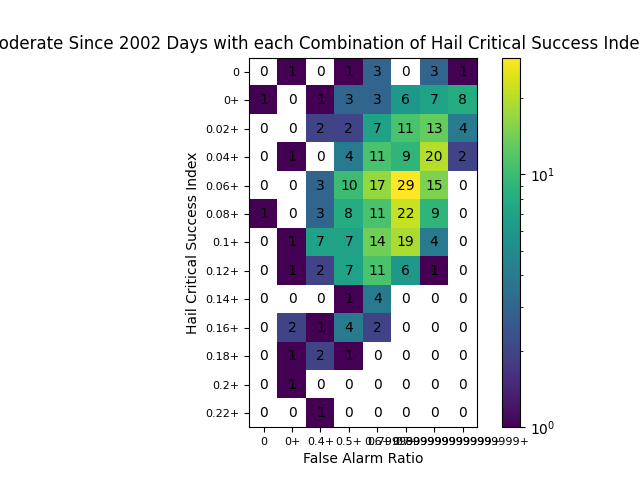 oderate Since 2002 Days with each Combination of Hail Critical Success Inde
0 0 1 0 1 3 0 3 1
0+ 1 0 1 3 3 6 7 8
0.02+ 0 0 2 2 7 11 13 4
0.04+ 0 1 0 4 11 9 20 2
0.06+ 0 0 3 10 17 29 15 0
0.08+ 1 0 3 8 11 22 9 0
0.1+ 0 1 7 7 14 19 4 0
0.12+ 0 1 2 7 11 6 1 0
0.14+ 0 0 0 1 4 0 0 0
0.16+ 0 2 1 4 2 0 0 0
0.18+ 0 1 2 1 0 0 0 0
0.2+ 0 1 0 0 0 0 0 0
0.22+ 0 0 1 0 0 0 0 0
0 0+ 0.4+ 0.5+
False Alarm Ratio
Hail Critical Success Index
10¹
10⁰